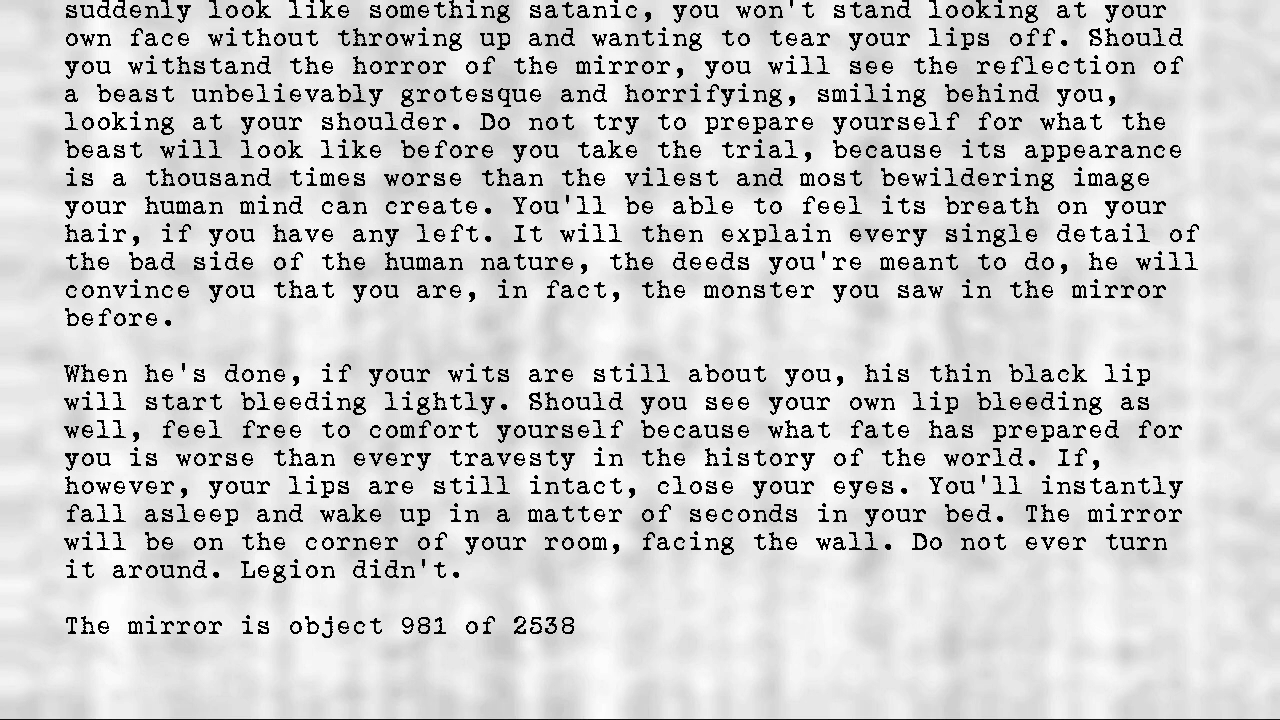 suddenly look like something satanic, you won't stand looking at your
own face without throwing up and wanting to tear your lips off. Should
you withstand the horror of the mirror, you will see the reflection of
a beast unbelievably grotesque and horrifying, smiling behind you,
looking at your shoulder. Do not try to prepare yourself for what the
beast will look like before you take the trial, because its appearance
is a thousand times worse than the vilest and most bewildering image
your human mind can create. You'll be able to feel its breath on your
hair, if you have any left. It will then explain every single detail of
the bad side of the human nature, the deeds you're meant to do, he will
convince you that you are, in fact, the monster you saw in the mirror
before.

When he's done, if your wits are still about you, his thin black lip
will start bleeding lightly. Should you see your own lip bleeding as
well, feel free to comfort yourself because what fate has prepared for
you is worse than every travesty in the history of the world. If,
however, your lips are still intact, close your eyes. You'll instantly
fall asleep and wake up in a matter of seconds in your bed. The mirror
will be on the corner of your room, facing the wall. Do not ever turn
it around. Legion didn't.

The mirror is object 981 of 2538